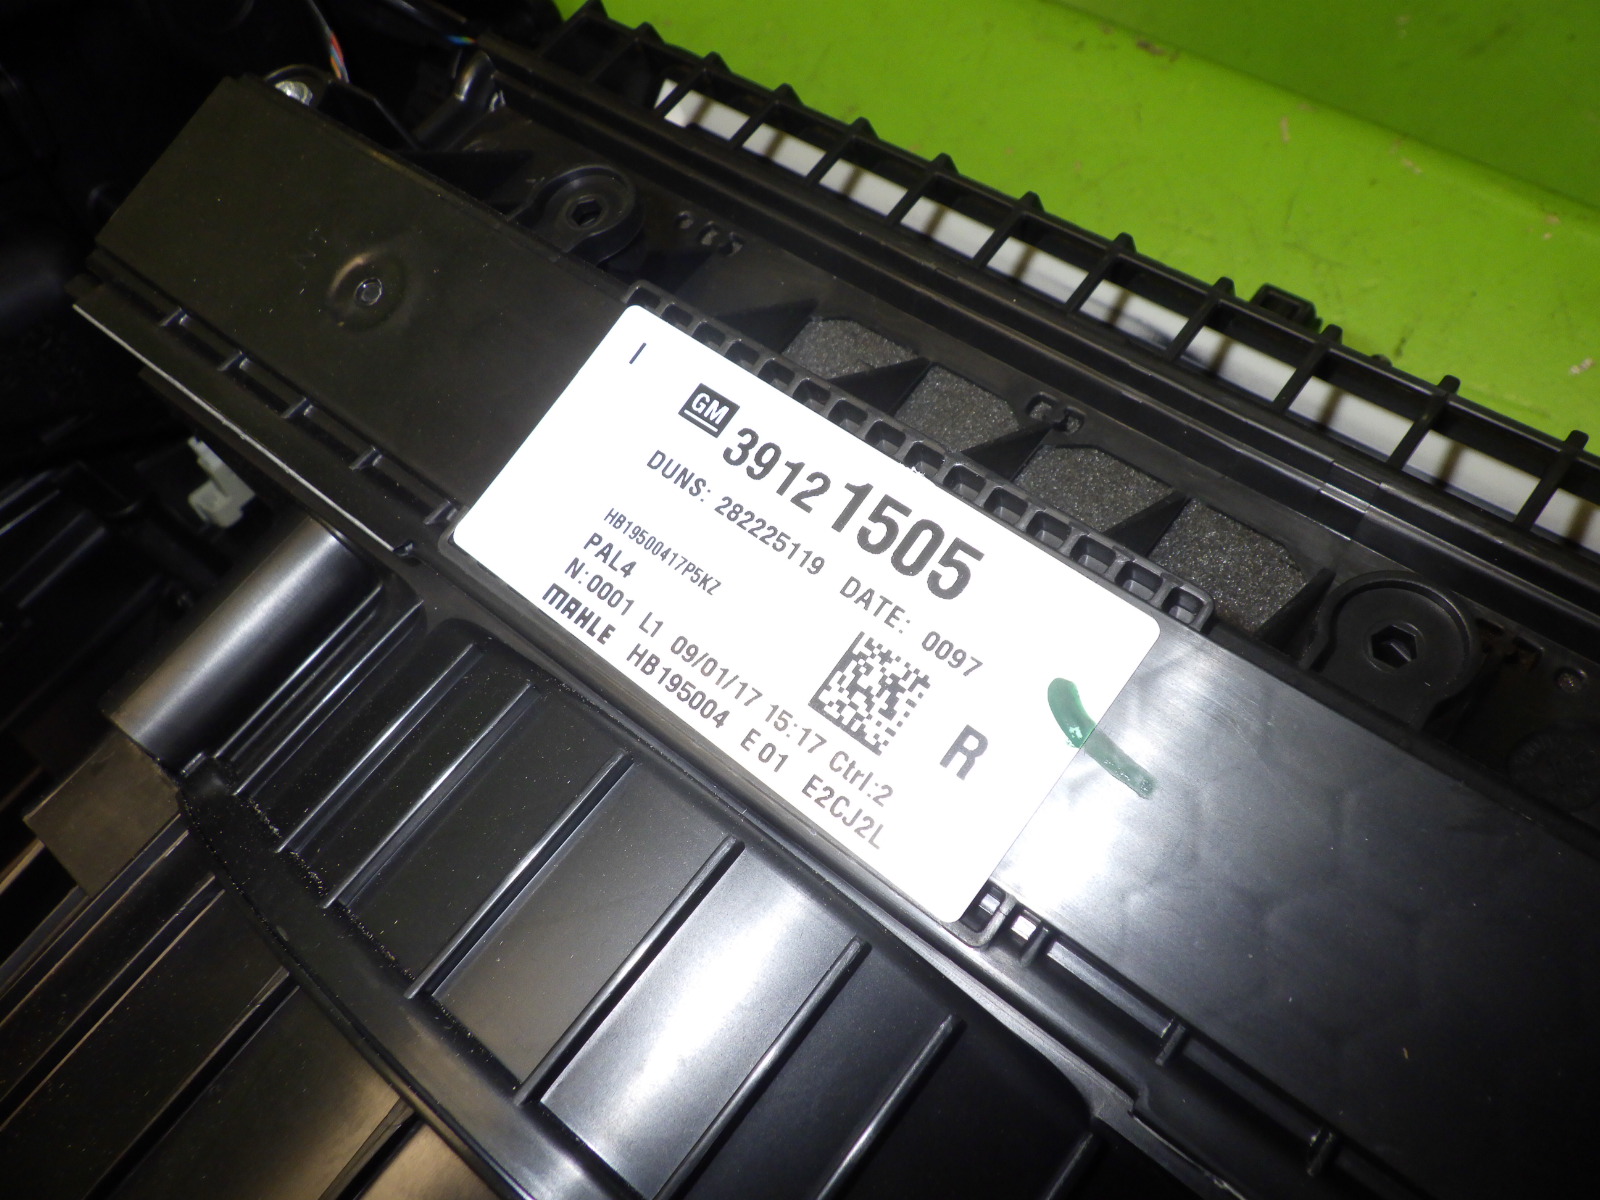 I
GM 39121505
DUNS: 282225119 DATE: 0097
HB19500417P5KZ
PAL4
N:0001 L1 09/01/17 15:17 Ctrl:2
MAHLE HB195004 E01 E2CJ2L
R